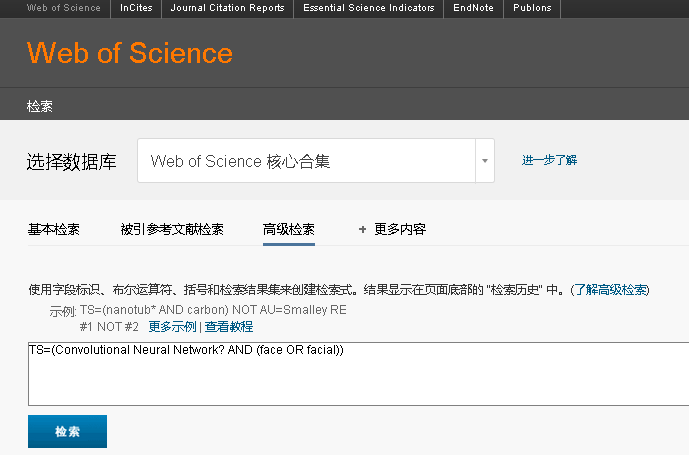 Web of Science InCites Journal Citation Reports Essential Science Indicators EndNote Publons
Web of Science
检索
选择数据库 Web of Science 核心合集 进一步了解
基本检索 被引参考文献检索 高级检索 + 更多内容
使用字段标识、布尔运算符、括号和检索结果集来创建检索式。结果显示在页面底部的 "检索历史" 中。(了解高级检索)
示例: TS=(nanotub* AND carbon) NOT AU=Smalley RE
#1 NOT #2 更多示例 | 查看教程
TS=(Convolutional Neural Network? AND (face OR facial))
检索